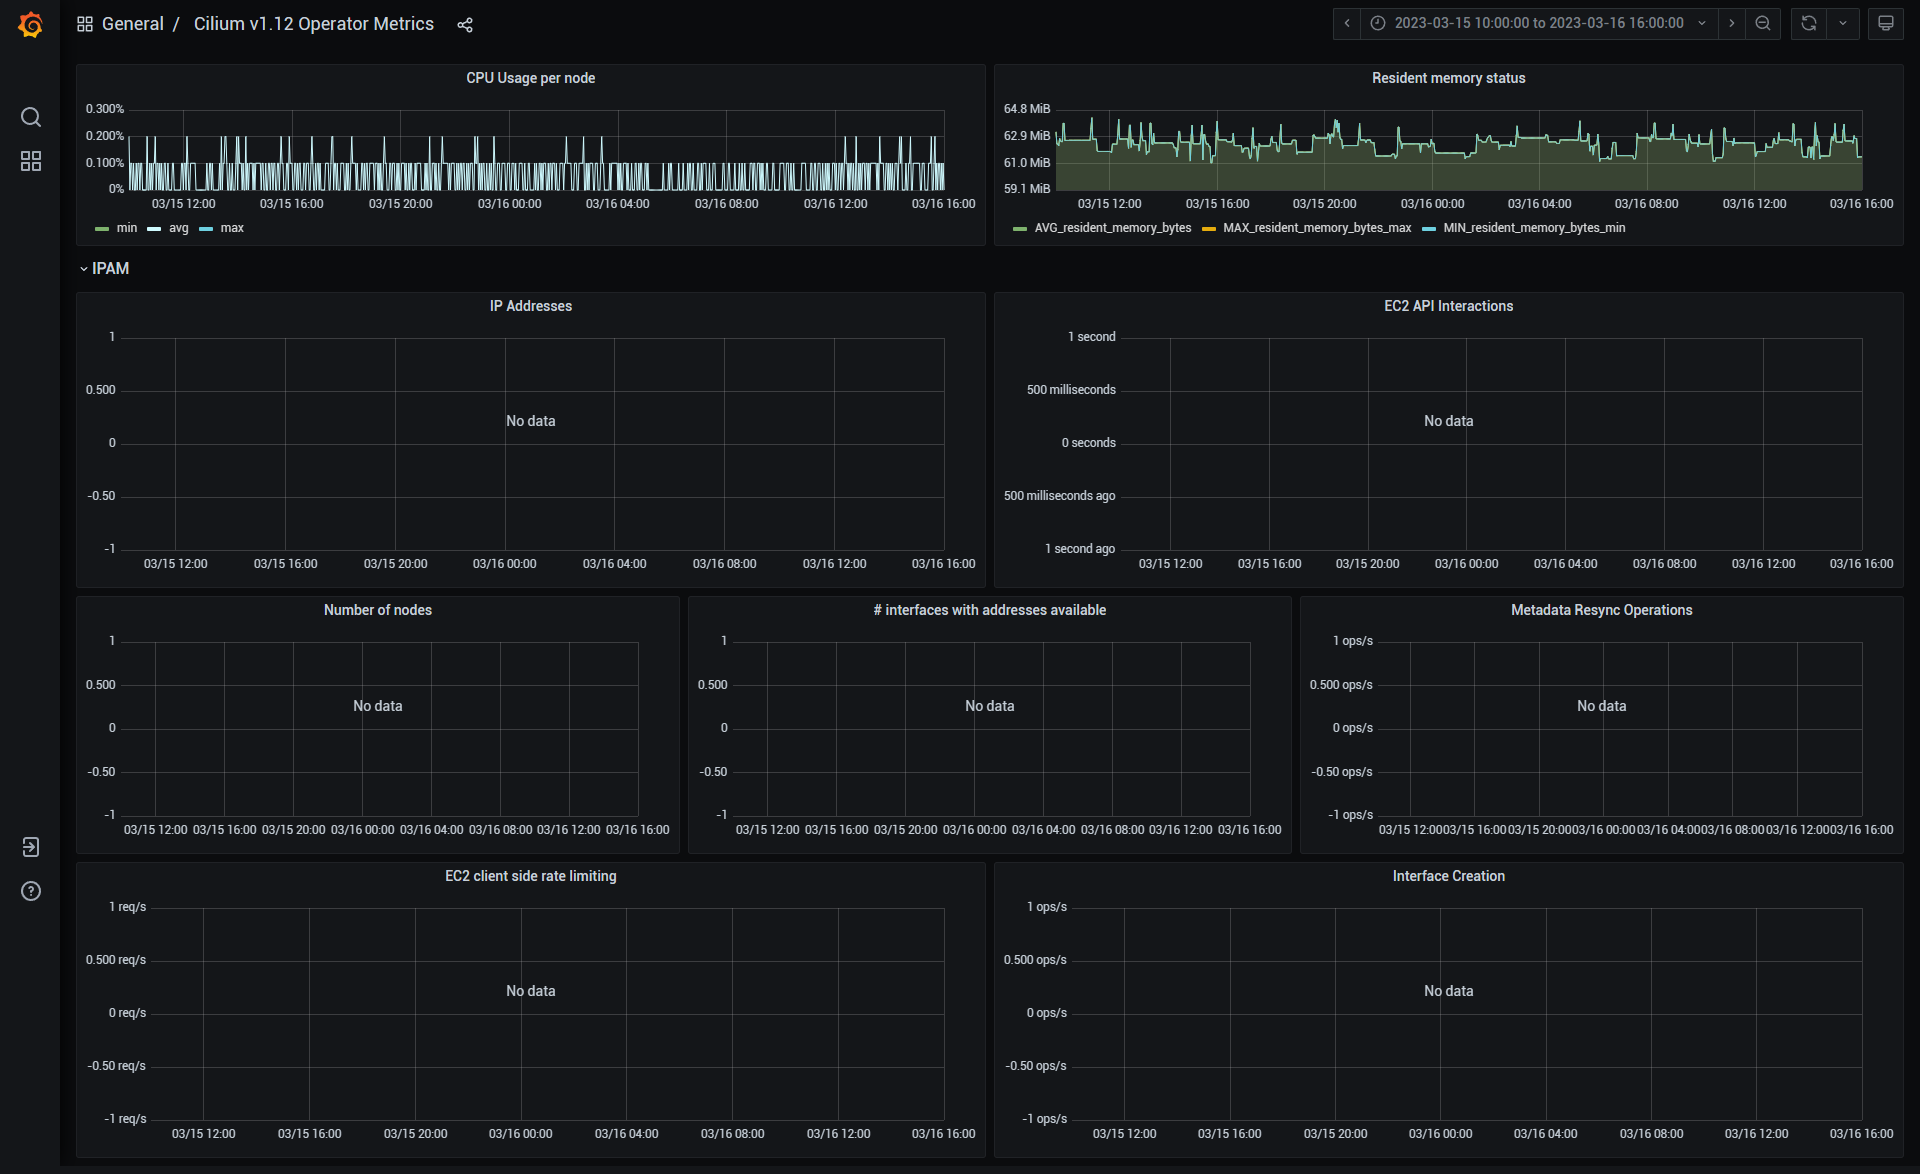 General / Cilium v1.12 Operator Metrics
2023-03-15 10:00:00 to 2023-03-16 16:00:00
CPU Usage per node
0.300%
0.200%
0.100%
0%
03/15 12:00 03/15 16:00 03/15 20:00 03/16 00:00 03/16 04:00 03/16 08:00 03/16 12:00 03/16 16:00
min avg max
Resident memory status
64.8 MiB
62.9 MiB
61.0 MiB
59.1 MiB
03/15 12:00 03/15 16:00 03/15 20:00 03/16 00:00 03/16 04:00 03/16 08:00 03/16 12:00 03/16 16:00
AVG_resident_memory_bytes MAX_resident_memory_bytes_max MIN_resident_memory_bytes_min
IPAM
IP Addresses
1
0.500
No data
0
-0.50
-1
03/15 12:00 03/15 16:00 03/15 20:00 03/16 00:00 03/16 04:00 03/16 08:00 03/16 12:00 03/16 16:00
EC2 API Interactions
1 second
500 milliseconds
No data
0 seconds
500 milliseconds ago
1 second ago
03/15 12:00 03/15 16:00 03/15 20:00 03/16 00:00 03/16 04:00 03/16 08:00 03/16 12:00 03/16 16:00
Number of nodes
1
0.500
No data
0
-0.50
-1
03/15 12:00 03/15 16:00 03/15 20:00 03/16 00:00 03/16 04:00 03/16 08:00 03/16 12:00 03/16 16:00
# interfaces with addresses available
1
0.500
No data
0
-0.50
-1
03/15 12:00 03/15 16:00 03/15 20:00 03/16 00:00 03/16 04:00 03/16 08:00 03/16 12:00 03/16 16:00
Metadata Resync Operations
1 ops/s
0.500 ops/s
No data
0 ops/s
-0.50 ops/s
-1 ops/s
03/15 12:00 03/15 16:00 03/15 20:00 03/16 00:00 03/16 04:00 03/16 08:00 03/16 12:00 03/16 16:00
EC2 client side rate limiting
1 req/s
0.500 req/s
No data
0 req/s
-0.50 req/s
-1 req/s
03/15 12:00 03/15 16:00 03/15 20:00 03/16 00:00 03/16 04:00 03/16 08:00 03/16 12:00 03/16 16:00
Interface Creation
1 ops/s
0.500 ops/s
No data
0 ops/s
-0.50 ops/s
-1 ops/s
03/15 12:00 03/15 16:00 03/15 20:00 03/16 00:00 03/16 04:00 03/16 08:00 03/16 12:00 03/16 16:00